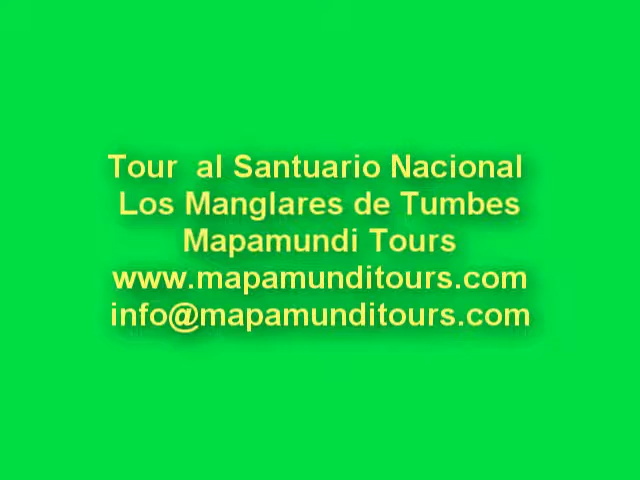 Tour al Santuario Nacional
Los Manglares de Tumbes
Mapamundi Tours
www.mapamunditours.com
info@mapamunditours.com